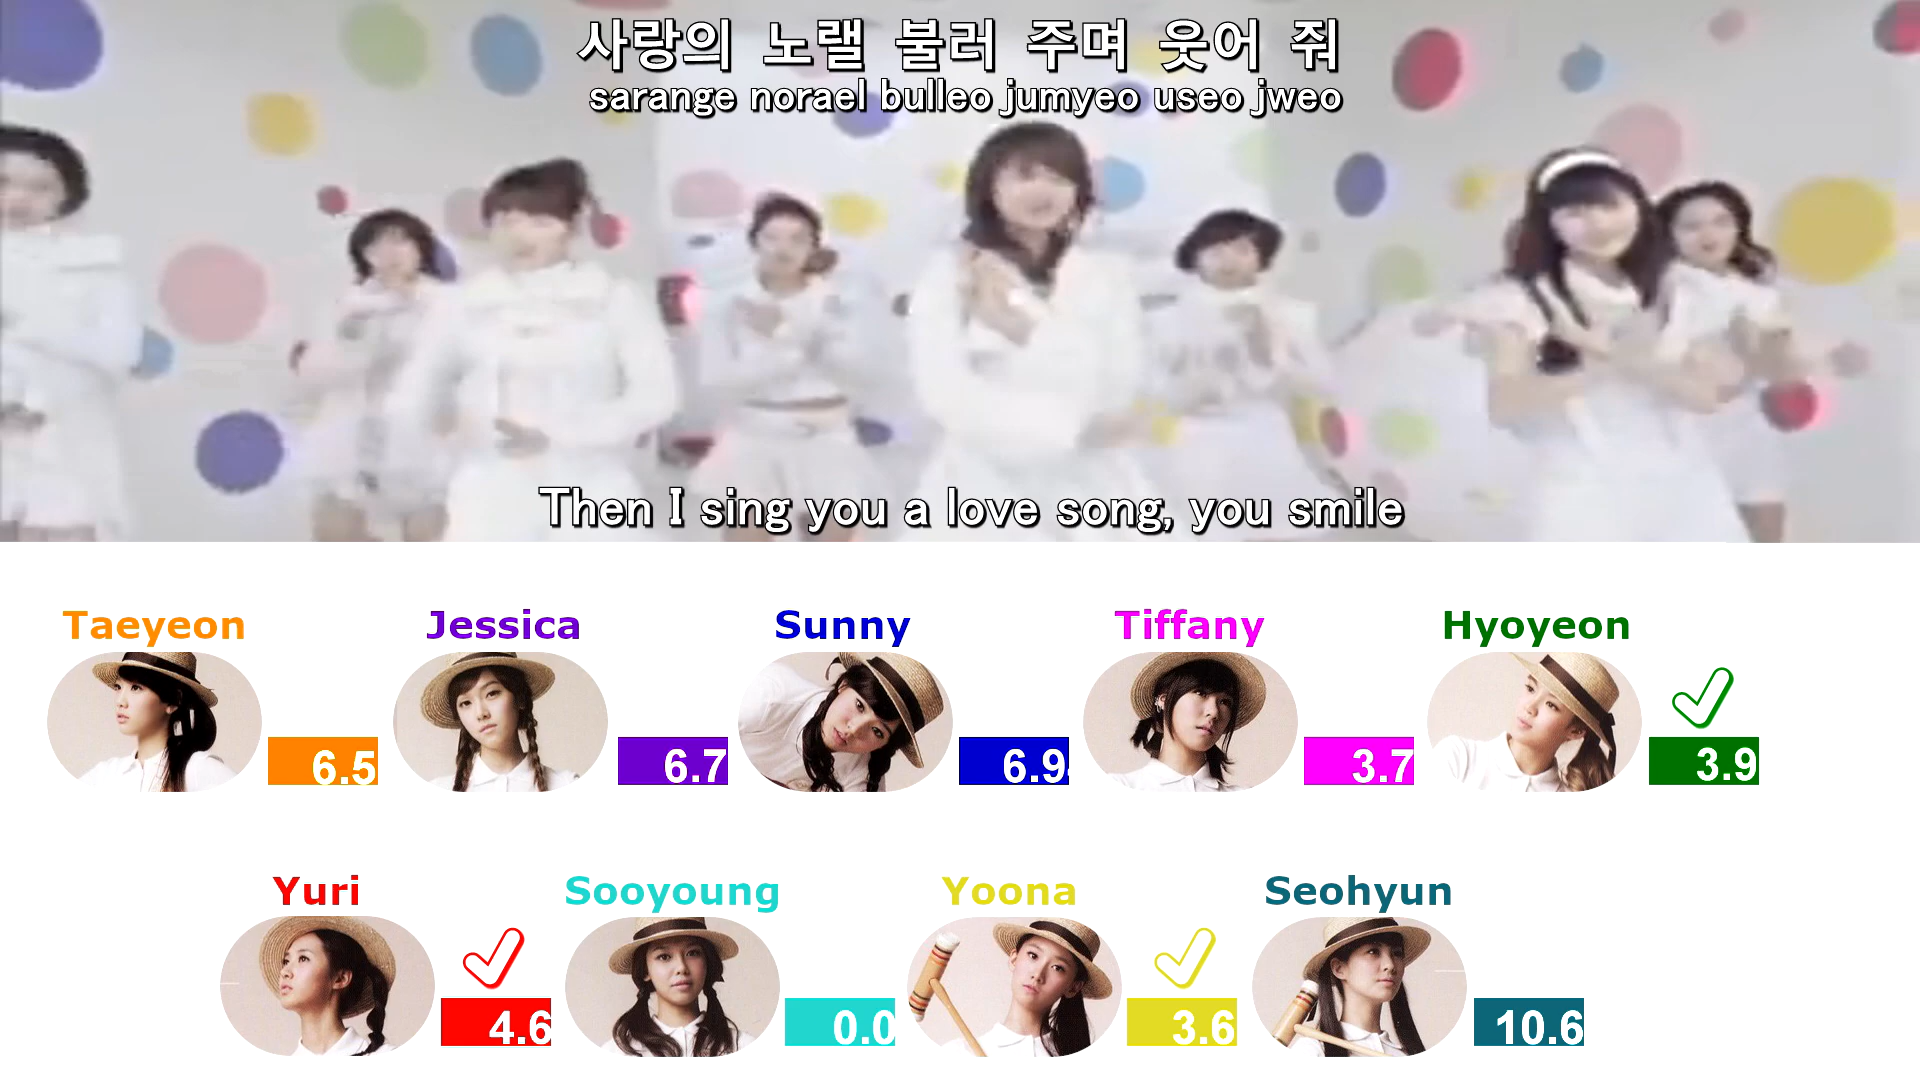 사랑의 노랠 불러 주며 웃어 줘
sarange norael bulleo jumyeo useo jweo
Then I sing you a love song, you smile
Taeyeon
Jessica
Sunny
Tiffany
Hyoyeon
6.5
6.7
6.9
3.7
3.9
Yuri
Sooyoung
Yoona
Seohyun
4.6
0.0
3.6
10.6